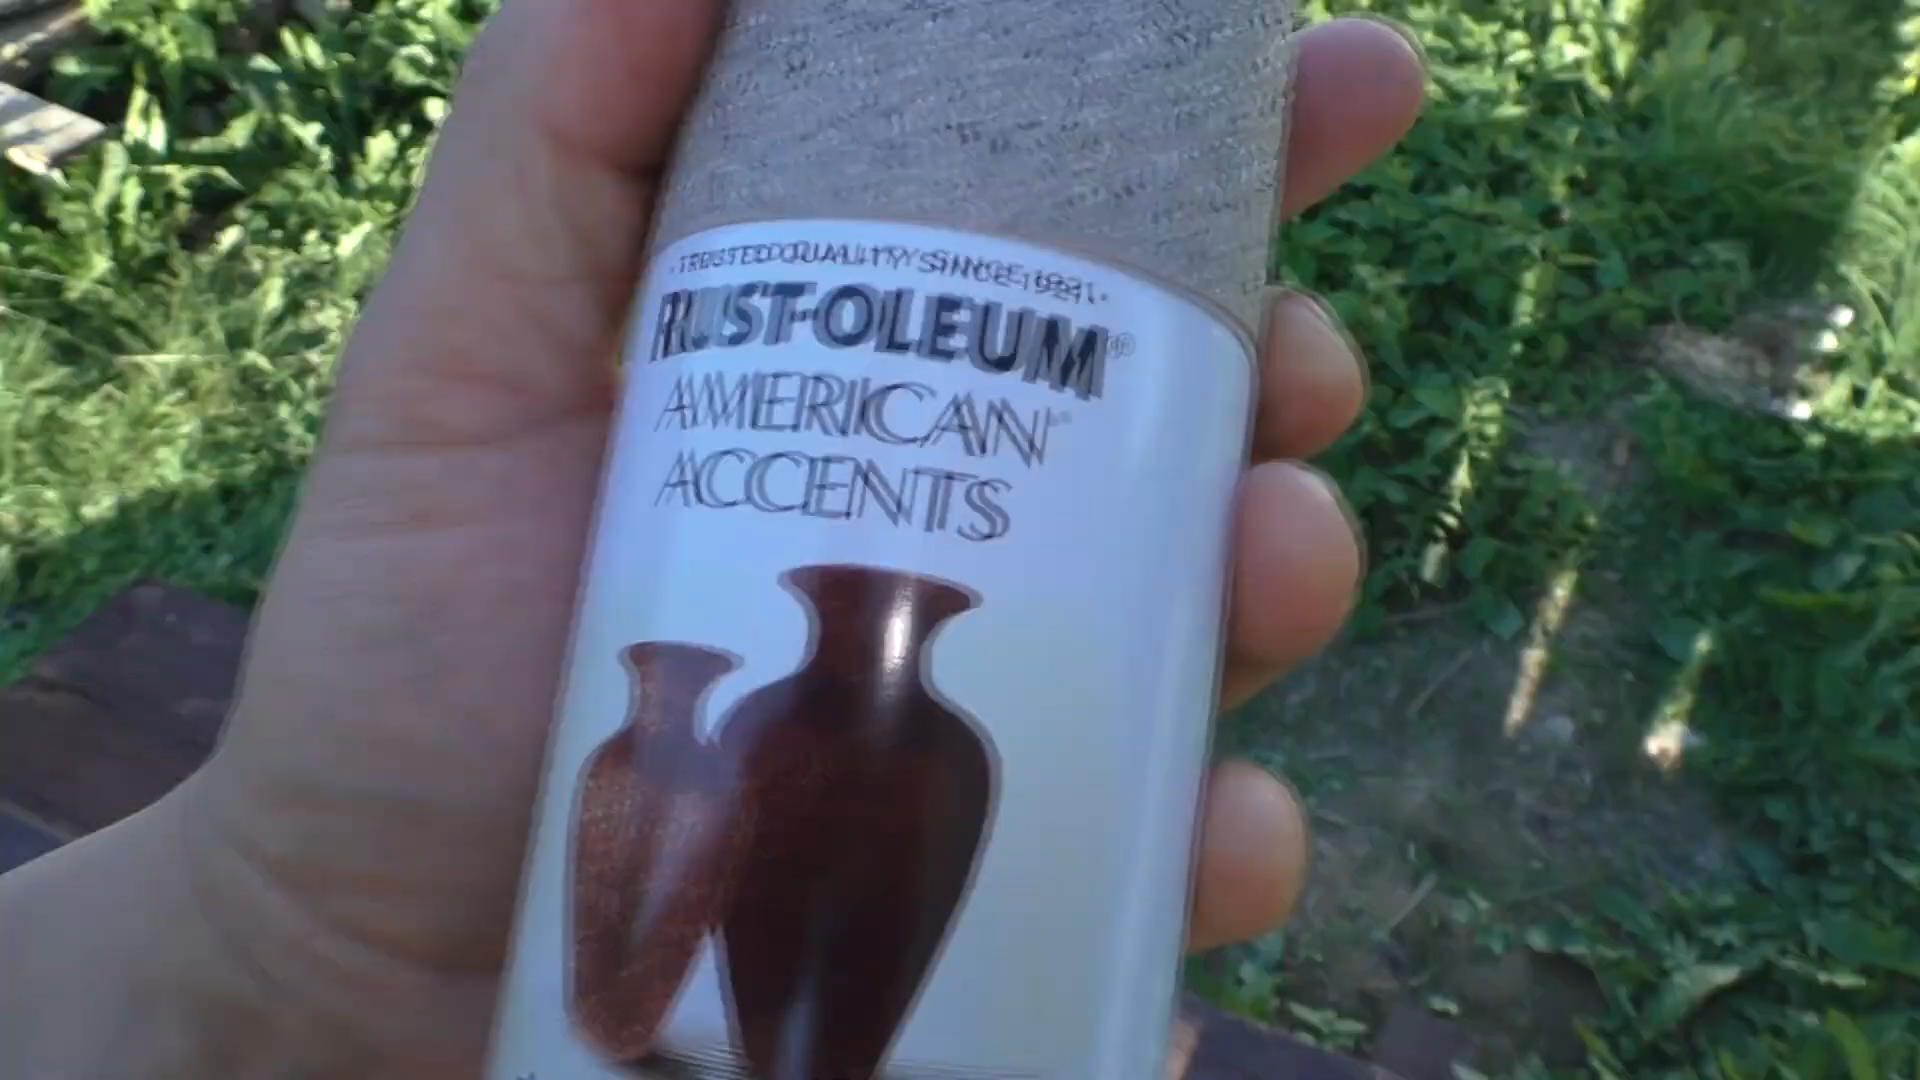 ·TRUSTED QUALITY SINCE 1921·
RUST-OLEUM®
AMERICAN
ACCENTS